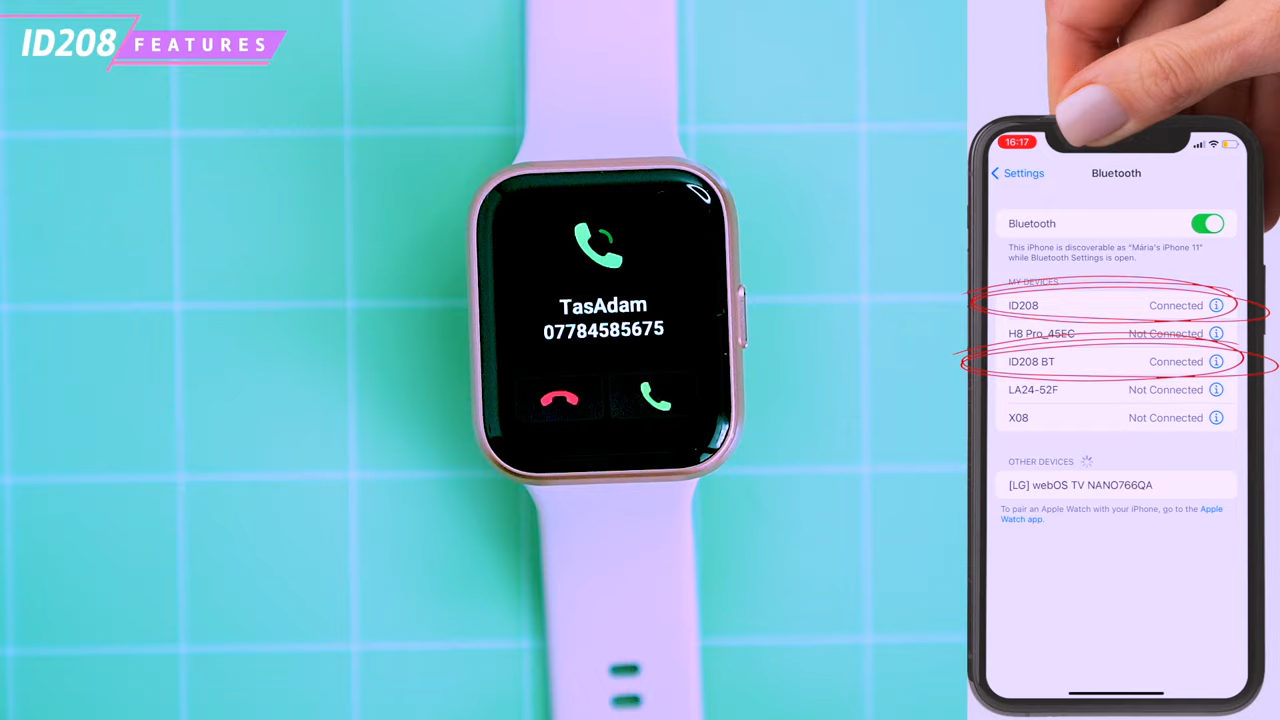 ID208 FEATURES
TasAdam
07784585675
16:17
Settings
Bluetooth
Bluetooth
This iPhone is discoverable as "Mária's iPhone 11"
while Bluetooth Settings is open.
MY DEVICES
ID208 Connected
H8 Pro_45EC Not Connected
ID208 BT Connected
LA24-52F Not Connected
X08 Not Connected
OTHER DEVICES
[LG] webOS TV NANO766QA
To pair an Apple Watch with your iPhone, go to the Apple
Watch app.